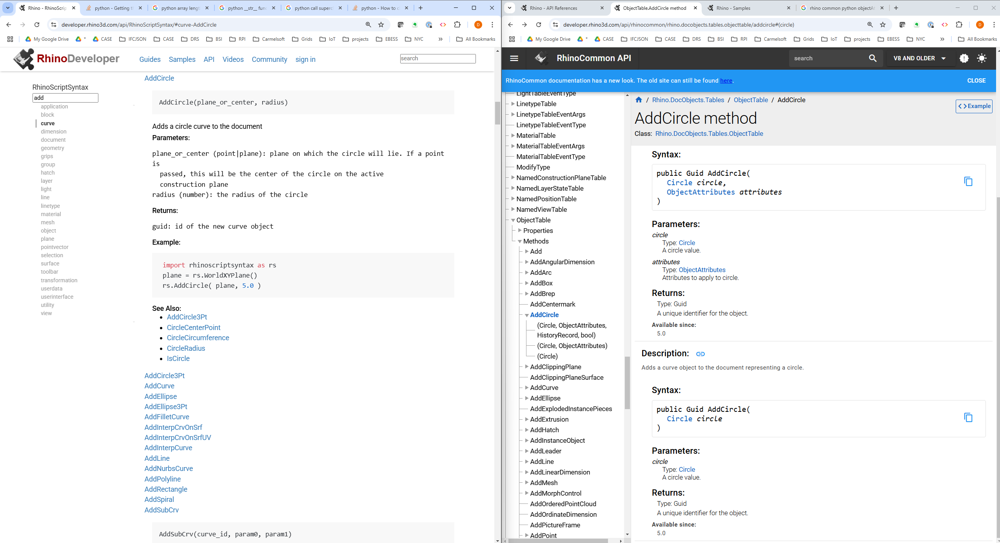 Rhino - RhinoScrip
python - Getting t
python array lengt
python __str__ fun
python call superc
python - How to c
developer.rhino3d.com/api/RhinoScriptSyntax/#curve-AddCircle
D
My Google Drive
*
CASE
IFCJSON
CASE
DRS
BSI
RPI
Carmelsoft
Grids
IoT
projects
EBESS
NYC
»
All Bookmarks
RhinoDeveloper
Guides
Samples
API
Videos
Community
sign in
search
RhinoScriptSyntax
add
application
block
curve
dimension
document
geometry
grips
group
hatch
layer
light
line
linetype
material
mesh
object
plane
pointvector
selection
surface
toolbar
transformation
userdata
userinterface
utility
view
AddCircle
AddCircle(plane_or_center, radius)
Adds a circle curve to the document
Parameters:
plane_or_center (point|plane): plane on which the circle will lie. If a point
is
passed, this will be the center of the circle on the active
construction plane
radius (number): the radius of the circle
Returns:
guid: id of the new curve object
Example:
import rhinoscriptsyntax as rs
plane = rs.WorldXYPlane()
rs.AddCircle( plane, 5.0 )
See Also:
• AddCircle3Pt
• CircleCenterPoint
• CircleCircumference
• CircleRadius
• IsCircle
AddCircle3Pt
AddCurve
AddEllipse
AddEllipse3Pt
AddFilletCurve
AddInterpCrvOnSrf
AddInterpCrvOnSrfUV
AddInterpCurve
AddLine
AddNurbsCurve
AddPolyline
AddRectangle
AddSpiral
AddSubCrv
AddSubCrv(curve_id, param0, param1)
Rhino - API References
ObjectTable.AddCircle method
Rhino - Samples
rhino common python objectAt
developer.rhino3d.com/api/rhinocommon/rhino.docobjects.tables.objecttable/addcircle#(circle)
D
My Google Drive
*
CASE
IFCJSON
CASE
DRS
BSI
RPI
Carmelsoft
Grids
IoT
projects
EBESS
NYC
»
All Bookmarks
RhinoCommon API
search
V8 AND OLDER
RhinoCommon documentation has a new look. The old site can still be found here.
CLOSE
LightTableEventType
LinetypeTable
LinetypeTableEventArgs
LinetypeTableEventType
MaterialTable
MaterialTableEventArgs
MaterialTableEventType
ModifyType
NamedConstructionPlaneTable
NamedLayerStateTable
NamedPositionTable
NamedViewTable
ObjectTable
Properties
Methods
Add
AddAngularDimension
AddArc
AddBox
AddBrep
AddCentermark
AddCircle
(Circle, ObjectAttributes,
HistoryRecord, bool)
(Circle, ObjectAttributes)
(Circle)
AddClippingPlane
AddClippingPlaneSurface
AddCurve
AddEllipse
AddExplodedInstancePieces
AddExtrusion
AddHatch
AddInstanceObject
AddLeader
AddLine
AddLinearDimension
AddMesh
AddMorphControl
AddOrderedPointCloud
AddOrdinateDimension
AddPictureFrame
AddPoint
/ Rhino.DocObjects.Tables / ObjectTable / AddCircle
<> Example
AddCircle method
Class: Rhino.DocObjects.Tables.ObjectTable
Syntax:
public Guid AddCircle(
Circle circle,
ObjectAttributes attributes
)
Parameters:
circle
Type: Circle
A circle value.
attributes
Type: ObjectAttributes
Attributes to apply to circle.
Returns:
Type: Guid
A unique identifier for the object.
Available since:
5.0
Description:
Adds a curve object to the document representing a circle.
Syntax:
public Guid AddCircle(
Circle circle
)
Parameters:
circle
Type: Circle
A circle value.
Returns:
Type: Guid
A unique identifier for the object.
Available since:
5.0